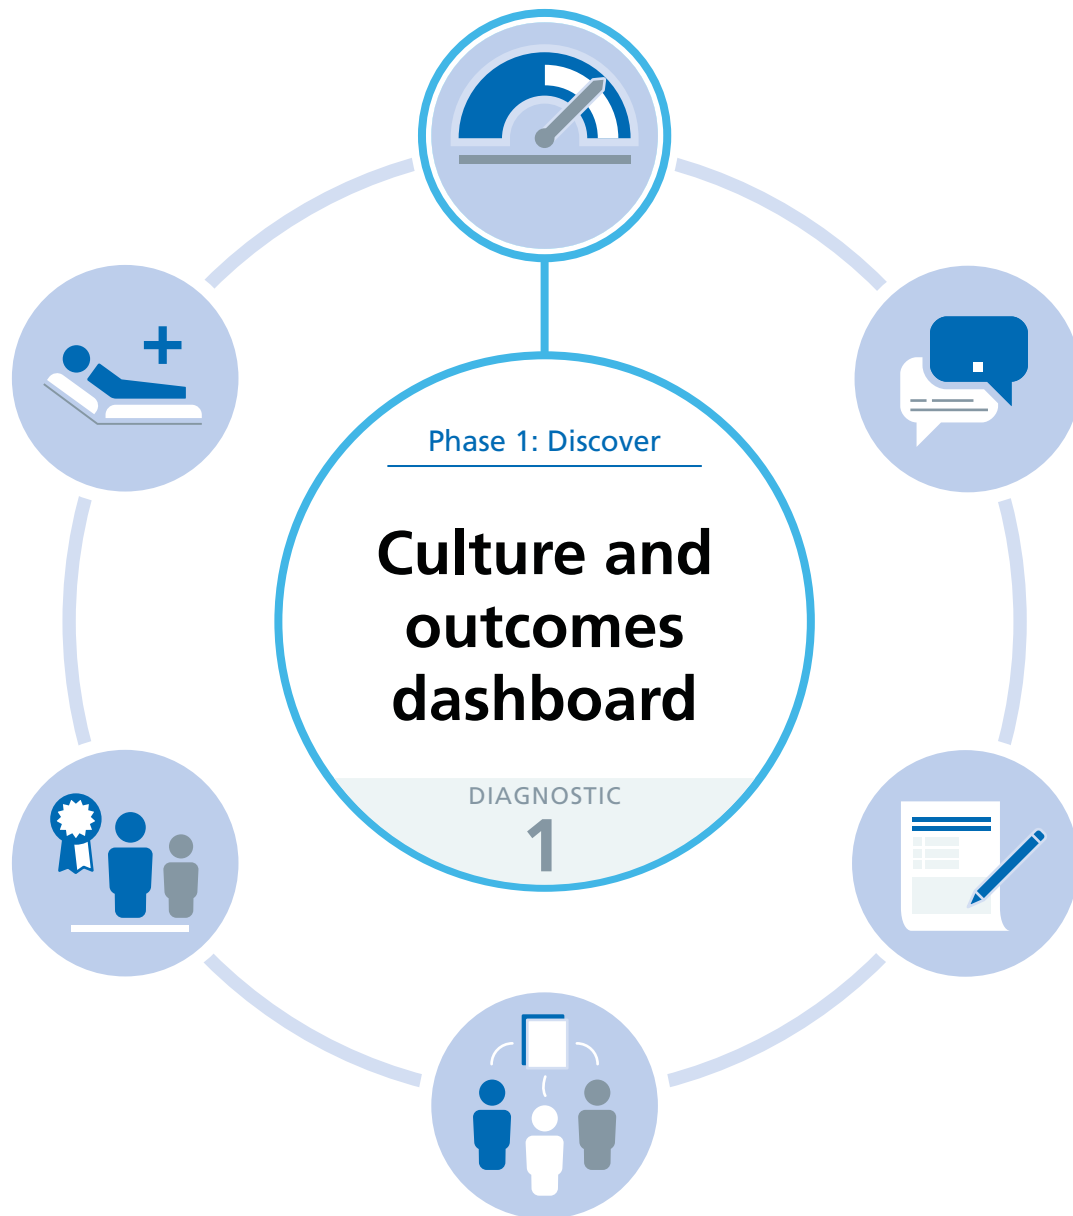 Phase 1: Discover
Culture and
outcomes
dashboard
DIAGNOSTIC
1